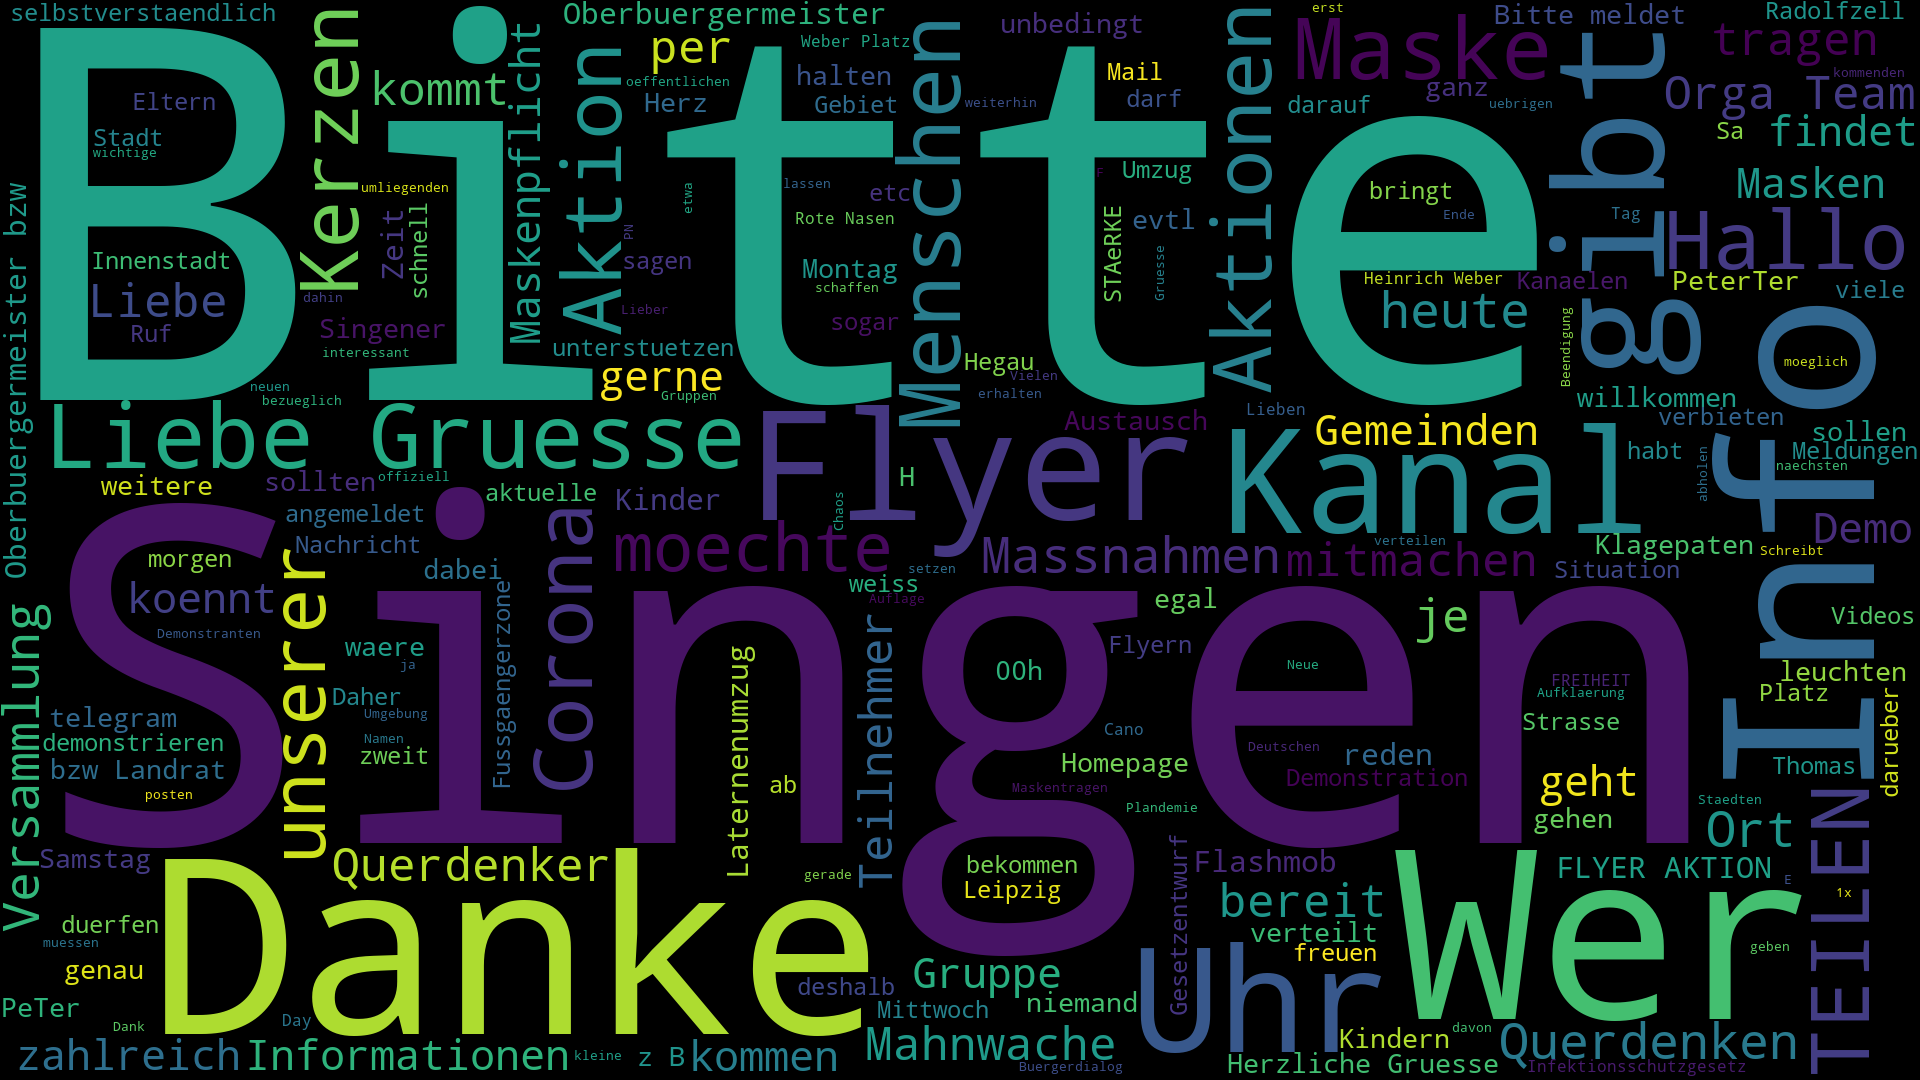 selbstverstaendlich
Bitte
Kerzen
kommt
Oberbuergermeister
per
Weber Platz
unbedingt
Bitte meldet
erst
Radolfzell
Maske
tragen
Eltern
Stadt
wichtige
Maskenpflicht
Aktion
oeffentlichen
Herz
halten
Gebiet
Menschen
weiterhin
Mail
darf
Aktionen
darauf
ganz
uebrigen
gibt
Orga Team
kommenden
Sa
findet
Masken
umliegenden
Zeit
schnell
etwa
lassen
etc
Rote Nasen
F
Umzug
evtl
STAeRKE
Gruesse
bringt
Ende
Tag
Hallo
Innenstadt
Liebe
Ruf
dahin
Singener
interessant
PN
sagen
Lieber
Montag
schaffen
sogar
Heinrich Weber
heute
Kanaelen
PeterTer
viele
Info
moeglich
Beendigung
Oberbuergermeister bzw
neuen
bezueglich
unterstuetzen
gerne
Gruppen
Hegau
Vielen
erhalten
Lieben
willkommen
verbieten
sollen
Meldungen
naechsten
Liebe Gruesse
Flyer
Austausch
Kanal
Gemeinden
habt
abholen
weitere
sollten
offiziell
aktuelle
H
Chaos
Kinder
angemeldet
Nachricht
Corona
moechte
Massnahmen
mitmachen
verteilen
Klagepaten
Schreibt
Demo
Situation
Singen
morgen
koennt
Demonstranten
unserer
dabei
Fussgaengerzone
waere
ja
weiss
setzen
Auflage
egal
je
Flyern
Videos
Versammlung
telegram
demonstrieren
bzw Landrat
posten
Daher
Umgebung
Namen
zweit
Laternenumzug
ab
Teilnehmer
00h
Neue
Cano
Deutschen
reden
Homepage
Maskentragen
Plandemie
Demonstration
FREIHEIT
Aufklaerung
Strasse
leuchten
Platz
darueber
Thomas
geht
gehen
Staedten
Ort
TEILEN
Samstag
Danke
Querdenker
gerade
bekommen
Leipzig
Gesetzentwurf
Flashmob
bereit
verteilt
freuen
Wer
FLYER AKTION
E
1x
geben
duerfen
muessen
genau
PeTer
Dank
Day
deshalb
Gruppe
Mittwoch
niemand
Uhr
Kindern
davon
Querdenken
zahlreich
Informationen
kleine
z B
kommen
Mahnwache
Buergerdialog
Herzliche Gruesse
Infektionsschutzgesetz